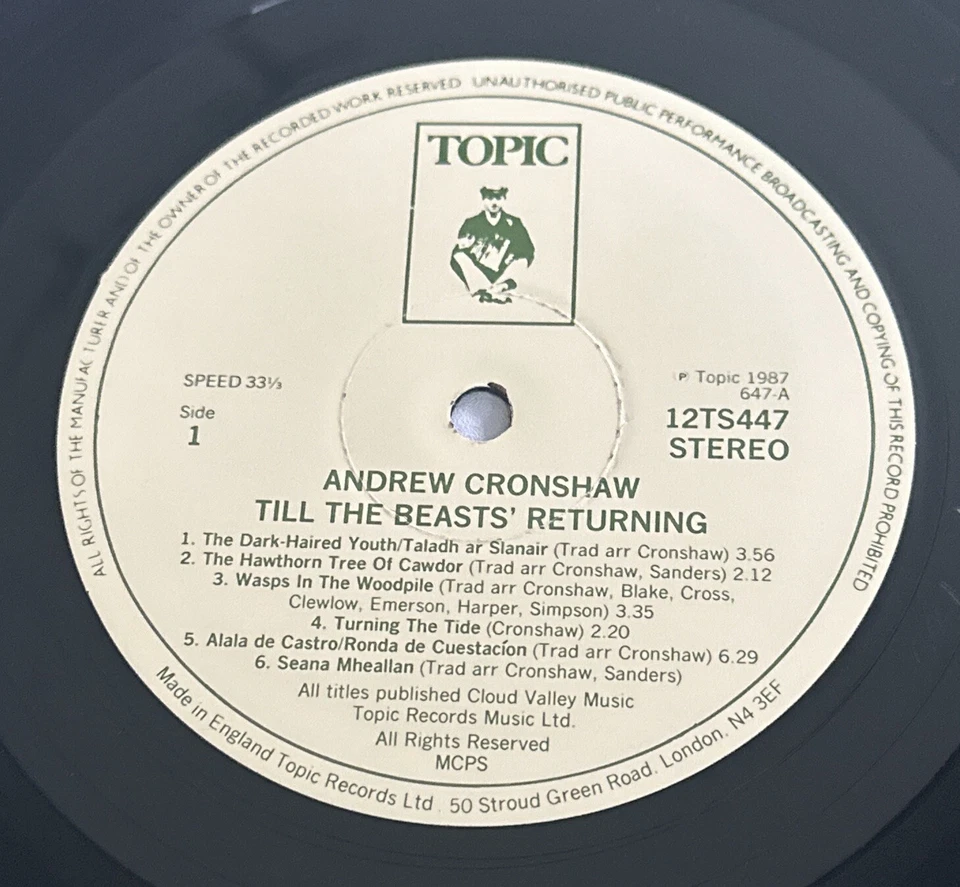 ALL RIGHTS OF THE MANUFACTURER AND OF THE OWNER OF THE RECORDED WORK RESERVED UNAUTHORISED PUBLIC PERFORMANCE BROADCASTING AND COPYING OF THIS RECORD PROHIBITED
TOPIC
SPEED 33⅓
Side
1
℗ Topic 1987
647-A
12TS447
STEREO
ANDREW CRONSHAW
TILL THE BEASTS' RETURNING
1. The Dark-Haired Youth/Taladh ar Slanair (Trad arr Cronshaw) 3.56
2. The Hawthorn Tree Of Cawdor (Trad arr Cronshaw, Sanders) 2.12
3. Wasps In The Woodpile (Trad arr Cronshaw, Blake, Cross,
Clewlow, Emerson, Harper, Simpson) 3.35
4. Turning The Tide (Cronshaw) 2.20
5. Alala de Castro/Ronda de Cuestacíon (Trad arr Cronshaw) 6.29
6. Seana Mheallan (Trad arr Cronshaw, Sanders)
All titles published Cloud Valley Music
Topic Records Music Ltd.
All Rights Reserved
MCPS
Made in England Topic Records Ltd. 50 Stroud Green Road. London. N4 3EF